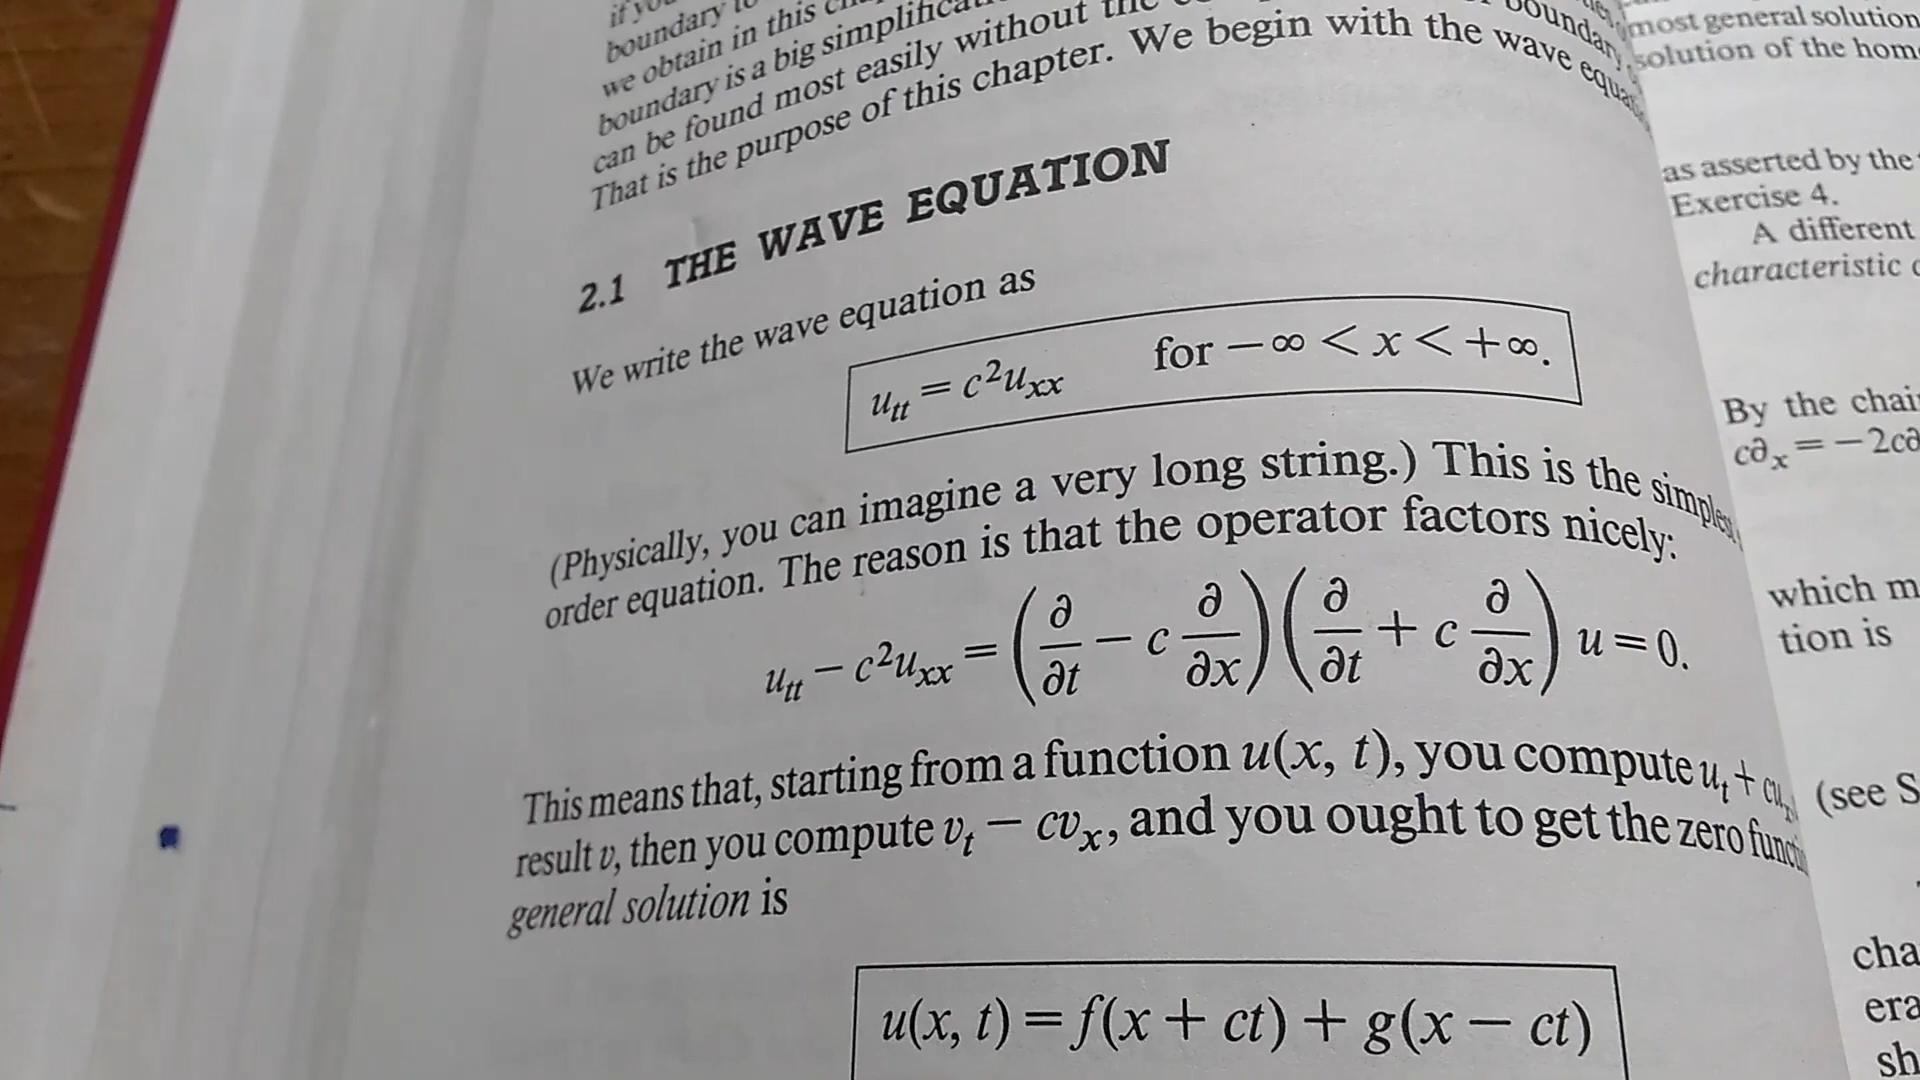 boundary
we obtain in this
boundary is a big
can be found most easily without
That is the purpose of this chapter. We begin with the wave
2.1 THE WAVE EQUATION
We write the wave equation as
u_tt = c²u_xx for −∞ < x < +∞.
(Physically, you can imagine a very long string.) This is the
order equation. The reason is that the operator factors nicely:
u_tt − c²u_xx = (∂/∂t − c ∂/∂x)(∂/∂t + c ∂/∂x) u = 0.
This means that, starting from a function u(x, t), you compute u_t + cu_x
result v, then you compute v_t − cv_x, and you ought to get the zero
general solution is
u(x, t) = f(x + ct) + g(x − ct)
most general solution
solution of the
as asserted by the
Exercise 4.
A different
characteristic
By the
c∂_x = −2c∂
which
tion is
(see